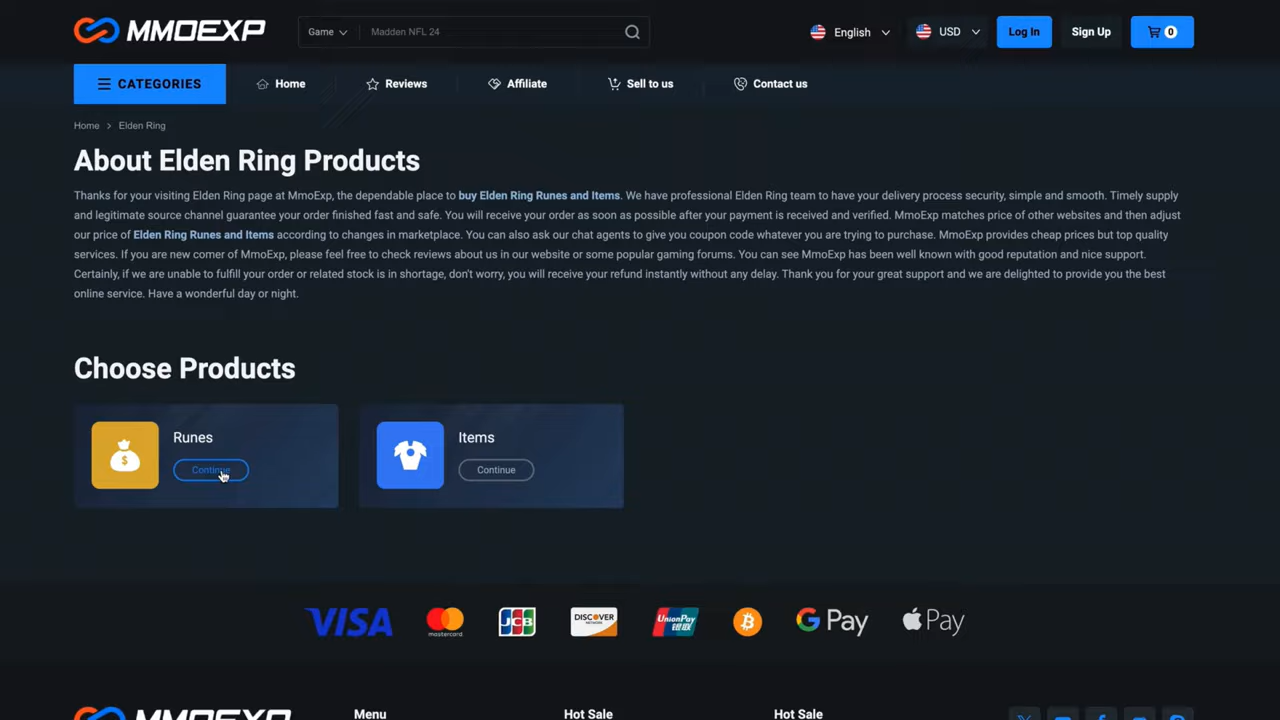 MMOEXP
Game
Madden NFL 24
English
USD
Log In
Sign Up
0
CATEGORIES
Home
Reviews
Affiliate
Sell to us
Contact us
Home > Elden Ring
About Elden Ring Products
Thanks for your visiting Elden Ring page at MmoExp, the dependable place to buy Elden Ring Runes and Items. We have professional Elden Ring team to have your delivery process security, simple and smooth. Timely supply
and legitimate source channel guarantee your order finished fast and safe. You will receive your order as soon as possible after your payment is received and verified. MmoExp matches price of other websites and then adjust
our price of Elden Ring Runes and Items according to changes in marketplace. You can also ask our chat agents to give you coupon code whatever you are trying to purchase. MmoExp provides cheap prices but top quality
services. If you are new comer of MmoExp, please feel free to check reviews about us in our website or some popular gaming forums. You can see MmoExp has been well known with good reputation and nice support.
Certainly, if we are unable to fulfill your order or related stock is in shortage, don't worry, you will receive your refund instantly without any delay. Thank you for your great support and we are delighted to provide you the best
online service. Have a wonderful day or night.
Choose Products
Runes
Continue
Items
Continue
VISA
mastercard
JCB
DISCOVER
NETWORK
UnionPay
银联
G Pay
Pay
MMOEXP
Menu
Hot Sale
Hot Sale